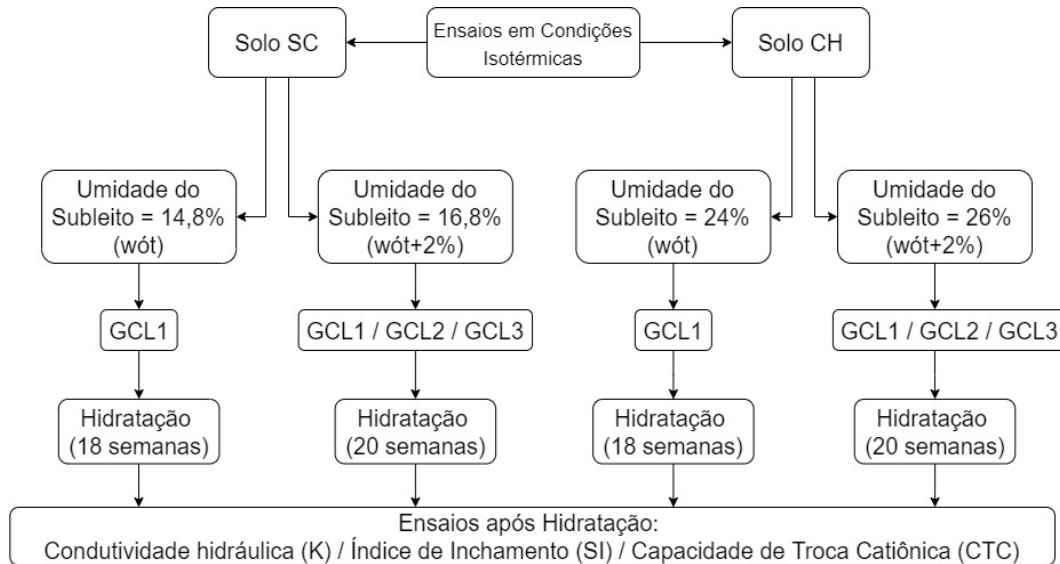 Ensaios em Condições
Isotérmicas
Solo SC
Solo CH
Umidade do
Subleito = 14,8%
(wót)
Umidade do
Subleito = 16,8%
(wót+2%)
Umidade do
Subleito = 24%
(wót)
Umidade do
Subleito = 26%
(wót+2%)
GCL1
GCL1 / GCL2 / GCL3
GCL1
GCL1 / GCL2 / GCL3
Hidratação
(18 semanas)
Hidratação
(20 semanas)
Hidratação
(18 semanas)
Hidratação
(20 semanas)
Ensaios após Hidratação:
Condutividade hidráulica (K) / Índice de Inchamento (SI) / Capacidade de Troca Catiônica (CTC)